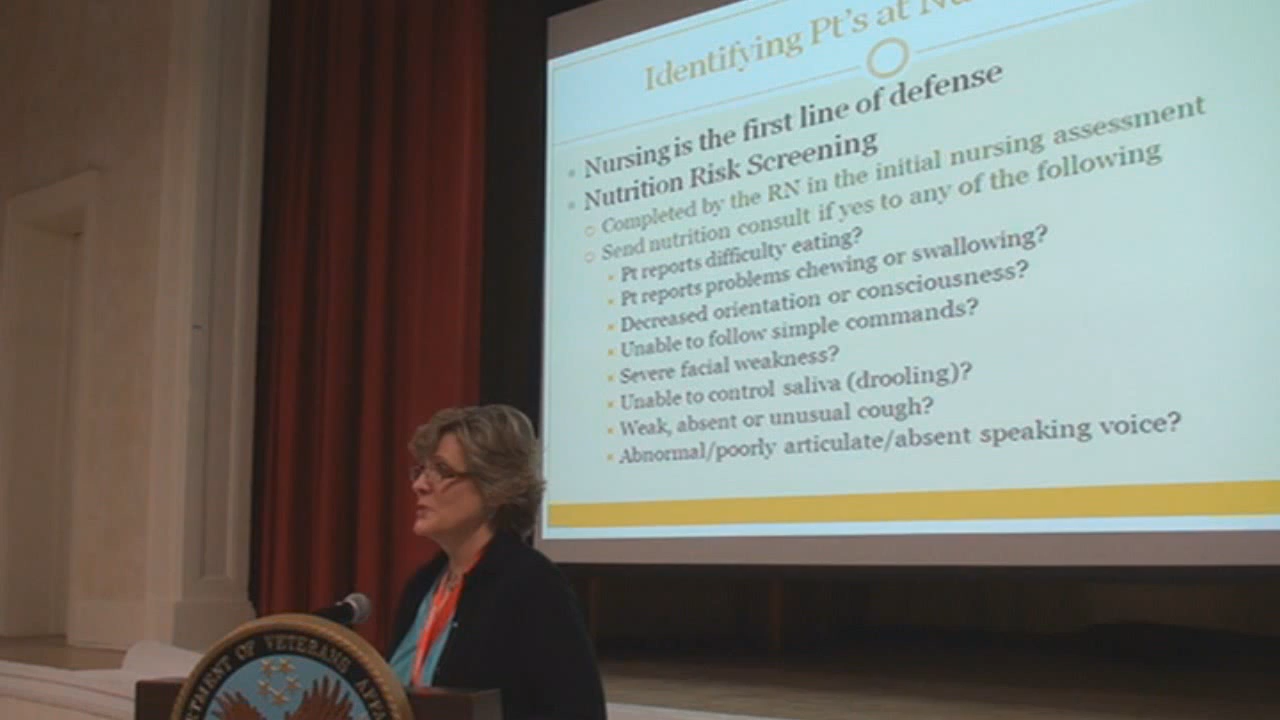 Identifying Pt's at
Nursing is the first line of defense
Nutrition Risk Screening
Completed by the RN in the initial nursing assessment
Send nutrition consult if yes to any of the following
Pt reports difficulty eating?
Pt reports problems chewing or swallowing?
Decreased orientation or consciousness?
Unable to follow simple commands?
Severe facial weakness?
Unable to control saliva (drooling)?
Weak, absent or unusual cough?
Abnormal/poorly articulate/absent speaking voice?
OF VETERANS